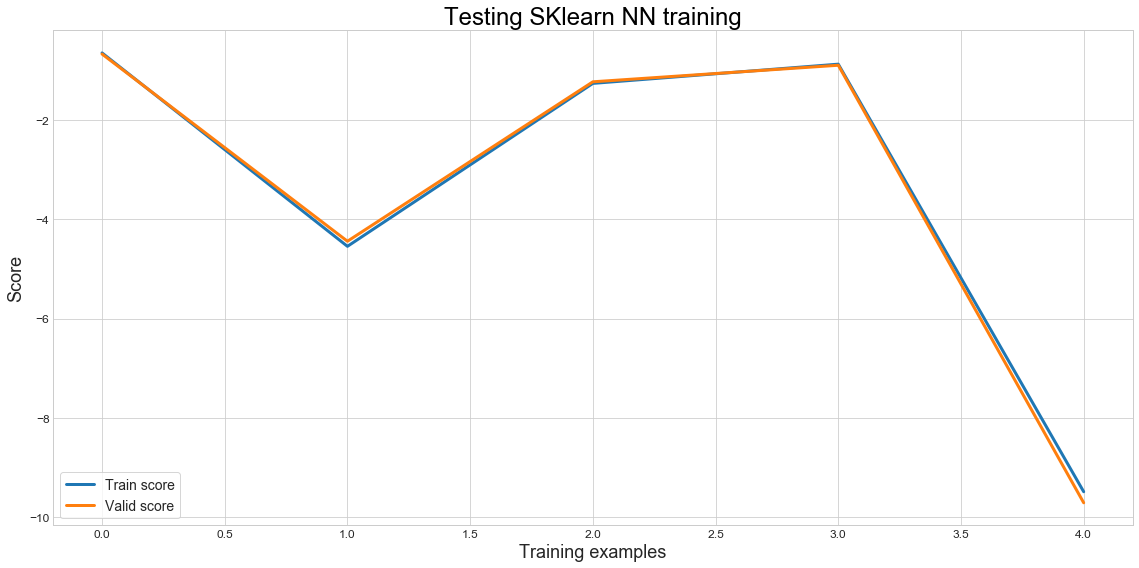 Testing SKlearn NN training
Score
−2
−4
−6
−8
−10
Train score
Valid score
0.0 0.5 1.0 1.5 2.0 2.5 3.0 3.5 4.0
Training examples